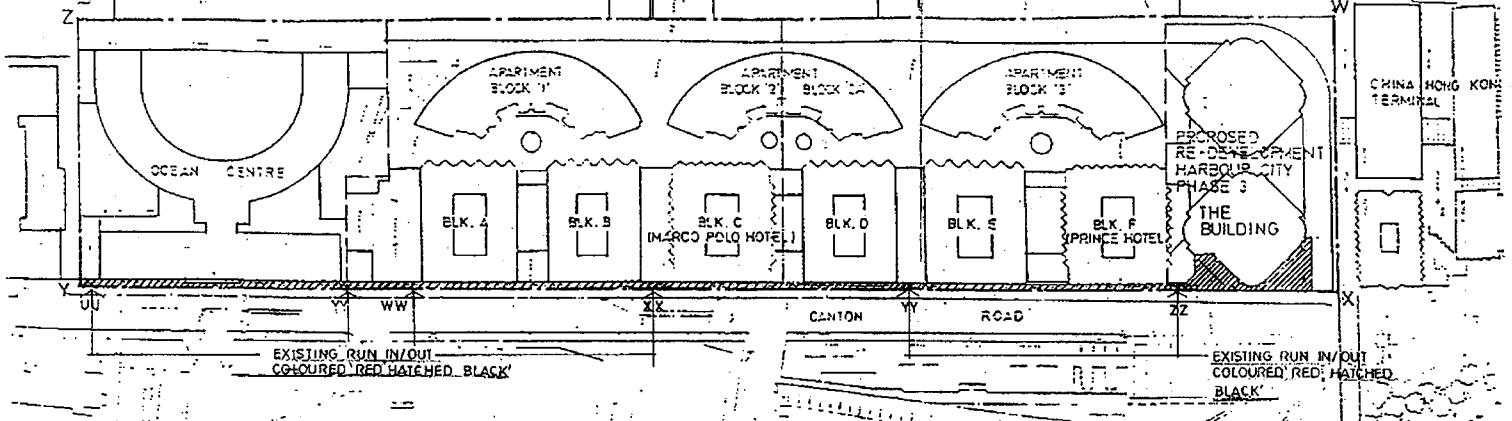 Z
W
APARTMENT
BLOCK '1'
APARTMENT
BLOCK '2' BLOCK '2A'
APARTMENT
BLOCK '3'
CHINA HONG KON
TERMINAL
OCEAN CENTRE
PROPOSED
RE-DEVELOPMENT
HARBOUR CITY
PHASE 3
THE
BUILDING
BLK. A
BLK. B
BLK. C
(MARCO POLO HOTEL)
BLK. D
BLK. E
BLK. F
(PRINCE HOTEL
Y
UU
WW
XX
YY
ZZ
X
CANTON ROAD
EXISTING RUN IN/OUT
COLOURED RED HATCHED BLACK'
EXISTING RUN IN/OUT
COLOURED RED HATCHED
BLACK'